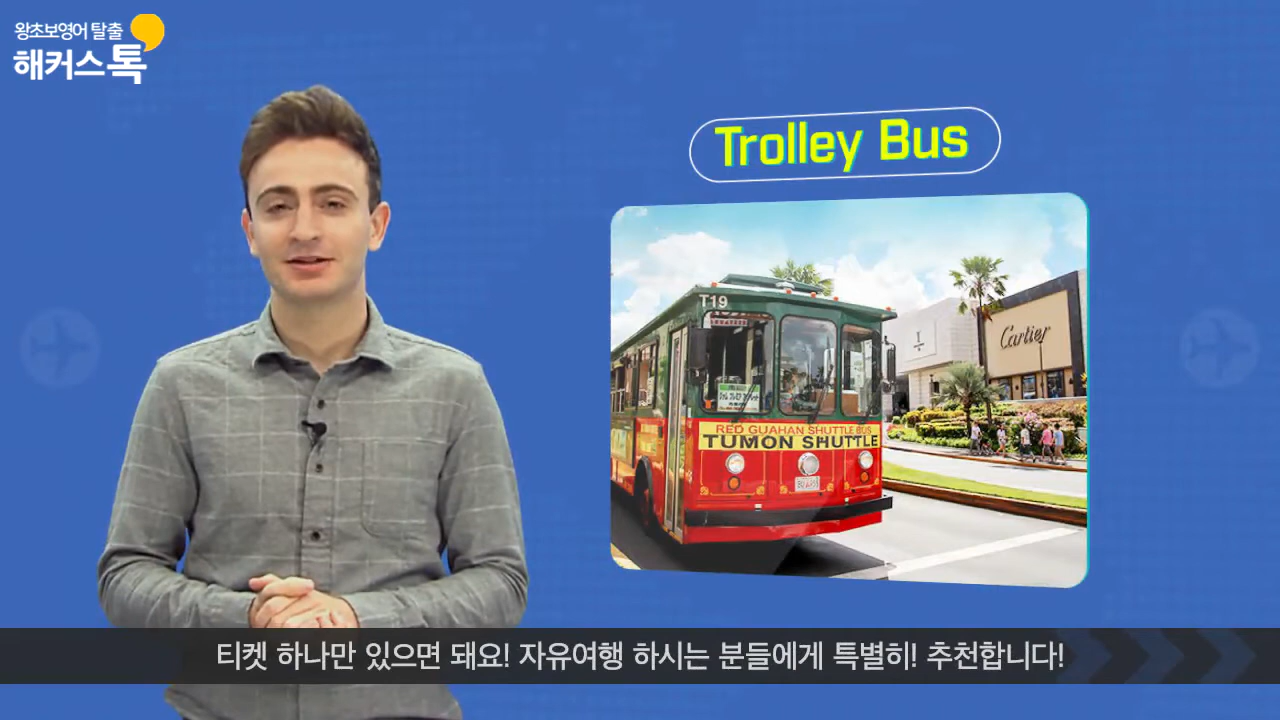 왕초보영어 탈출
해커스톡
Trolley Bus
T19
Cartier
RED GUAHAN SHUTTLE BUS
TUMON SHUTTLE
티켓 하나만 있으면 돼요! 자유여행 하시는 분들에게 특별히! 추천합니다!